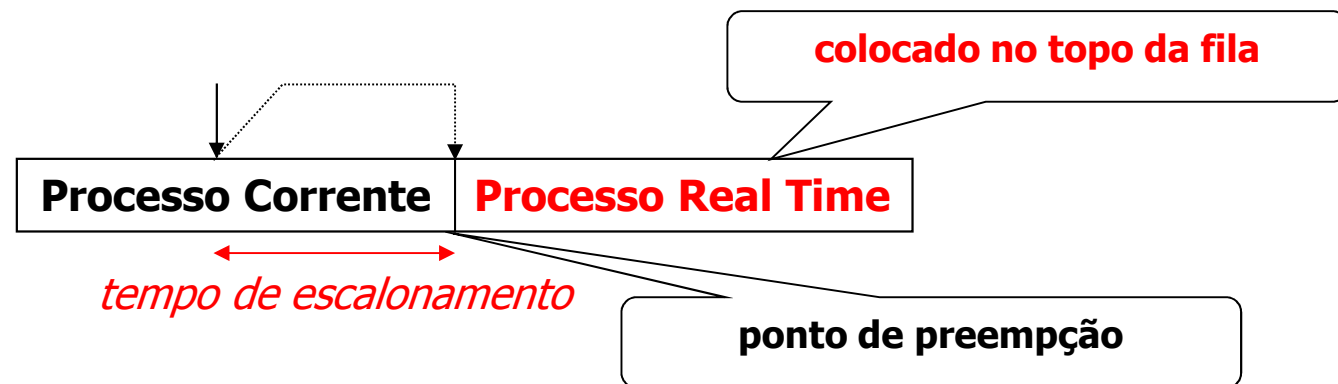 colocado no topo da fila
Processo Corrente
Processo Real Time
tempo de escalonamento
ponto de preempção